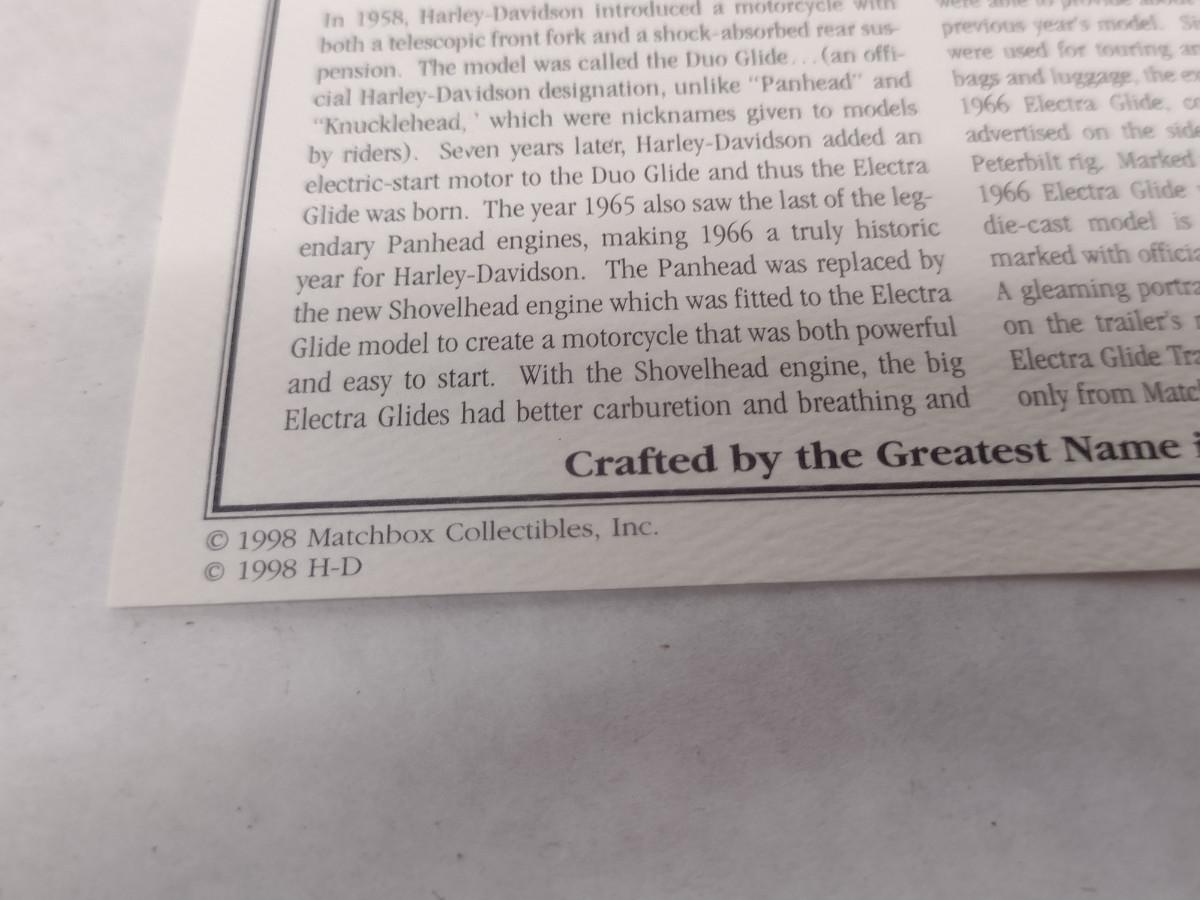 In 1958, Harley-Davidson introduced a motorcycle with
both a telescopic front fork and a shock-absorbed rear sus-
pension. The model was called the Duo Glide...(an offi-
cial Harley-Davidson designation, unlike "Panhead" and
"Knucklehead,' which were nicknames given to models
by riders). Seven years later, Harley-Davidson added an
electric-start motor to the Duo Glide and thus the Electra
Glide was born. The year 1965 also saw the last of the leg-
endary Panhead engines, making 1966 a truly historic
year for Harley-Davidson. The Panhead was replaced by
the new Shovelhead engine which was fitted to the Electra
Glide model to create a motorcycle that was both powerful
and easy to start. With the Shovelhead engine, the big
Electra Glides had better carburetion and breathing and
were able to provide about
previous year's model.
were used for touring
bags and luggage, the
1966 Electra Glide,
advertised on the
Peterbilt rig. Marked
1966 Electra Glide
die-cast model is
marked with
A gleaming
on the trailer's
Electra Glide
only from
Crafted by the Greatest Name
© 1998 Matchbox Collectibles, Inc.
© 1998 H-D